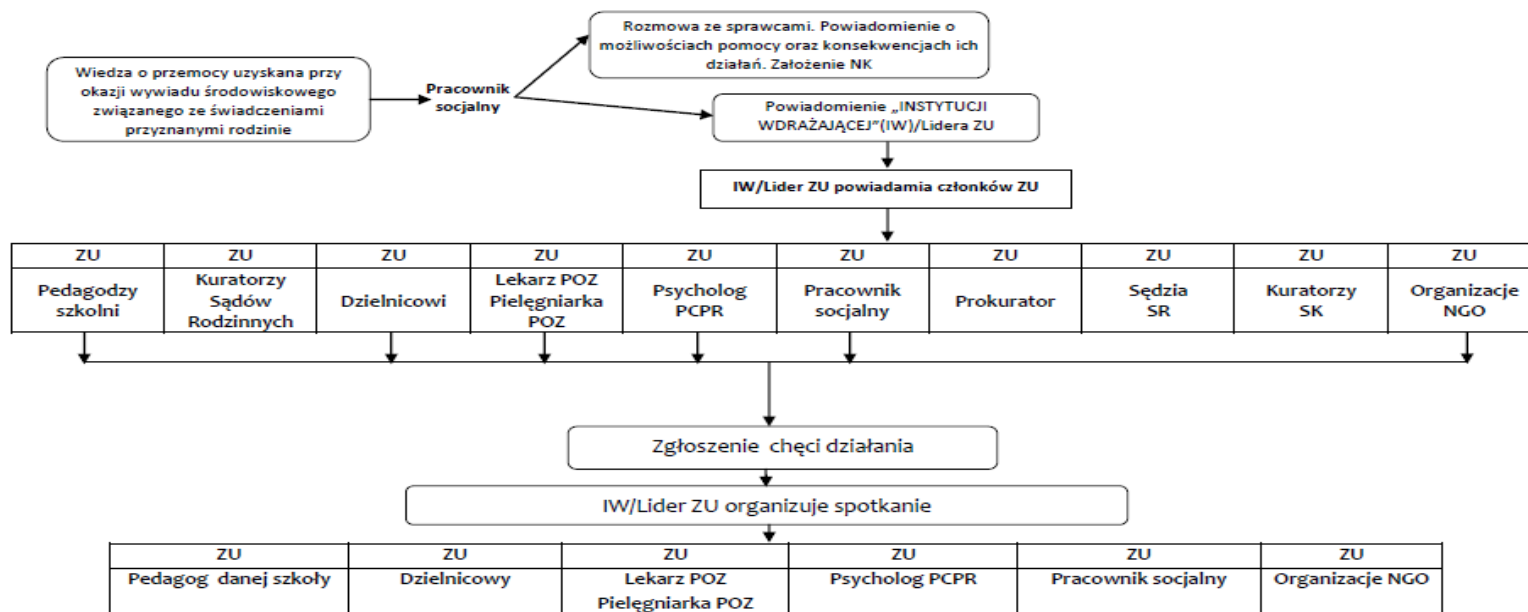 Rozmowa ze sprawcami. Powiadomienie o
możliwościach pomocy oraz konsekwencjach ich
działań. Założenie NK
Wiedza o przemocy uzyskana przy
okazji wywiadu środowiskowego
związanego ze świadczeniami
przyznanymi rodzinie
Pracownik
socjalny
Powiadomienie „INSTYTUCJI
WDRAŻAJĄCEJ"(IW)/Lidera ZU
IW/Lider ZU powiadamia członków ZU
ZU ZU ZU ZU ZU ZU ZU ZU ZU ZU
Pedagodzy
szkolni
Kuratorzy
Sądów
Rodzinnych
Dzielnicowi
Lekarz POZ
Pielęgniarka
POZ
Psycholog
PCPR
Pracownik
socjalny
Prokurator
Sędzia
SR
Kuratorzy
SK
Organizacje
NGO
Zgłoszenie chęci działania
IW/Lider ZU organizuje spotkanie
ZU ZU ZU ZU ZU ZU
Pedagog danej szkoły
Dzielnicowy
Lekarz POZ
Pielęgniarka POZ
Psycholog PCPR
Pracownik socjalny
Organizacje NGO